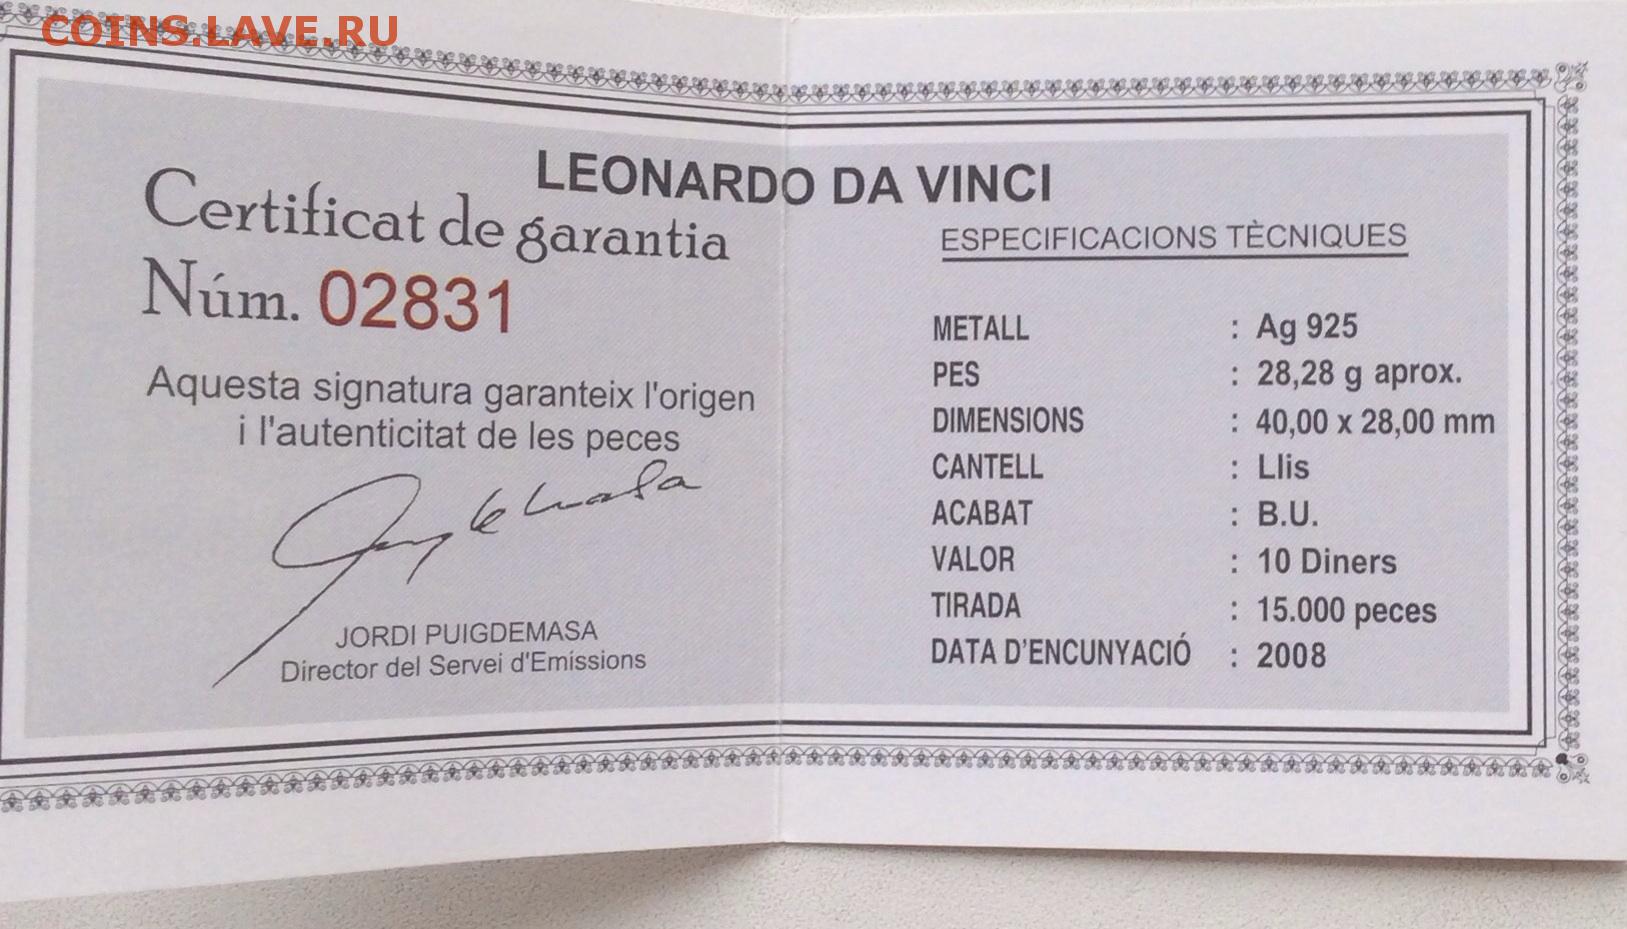 COINS.LAVE.RU
LEONARDO DA VINCI
Certificat de garantia
Núm. 02831
Aquesta signatura garanteix l'origen
i l'autenticitat de les peces
JORDI PUIGDEMASA
Director del Servei d'Emissions
ESPECIFICACIONS TÈCNIQUES
METALL : Ag 925
PES : 28,28 g aprox.
DIMENSIONS : 40,00 x 28,00 mm
CANTELL : Llis
ACABAT : B.U.
VALOR : 10 Diners
TIRADA : 15.000 peces
DATA D'ENCUNYACIÓ : 2008